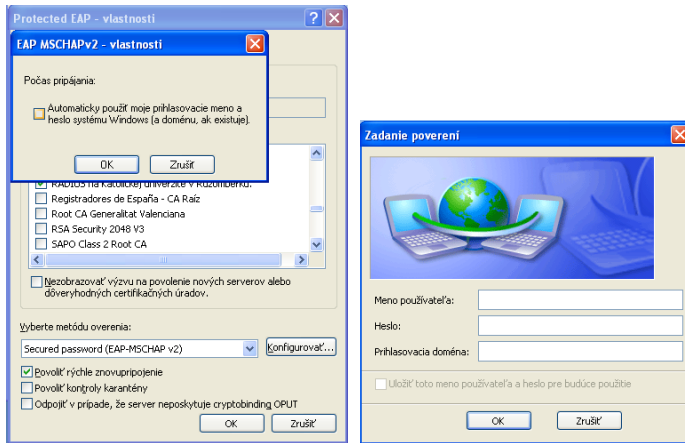 Protected EAP - vlastnosti
EAP MSCHAPv2 - vlastnosti
Počas pripájania:
Automaticky použiť moje prihlasovacie meno a
heslo systému Windows (a doménu, ak existuje).
OK
Zrušiť
RADIUS na Katolíckej univerzite v Ružomberku.
Registradores de España - CA Raíz
Root CA Generalitat Valenciana
RSA Security 2048 V3
SAPO Class 2 Root CA
Nezobrazovať výzvu na povolenie nových serverov alebo
dôveryhodných certifikačných úradov.
Vyberte metódu overenia:
Secured password (EAP-MSCHAP v2)
Konfigurovať...
Povoliť rýchle znovupripojenie
Povoliť kontroly karantény
Odpojiť v prípade, že server neposkytuje cryptobinding OPUT
OK
Zrušiť
Zadanie poverení
Meno používateľa:
Heslo:
Prihlasovacia doména:
Uložiť toto meno používateľa a heslo pre budúce použitie
OK
Zrušiť